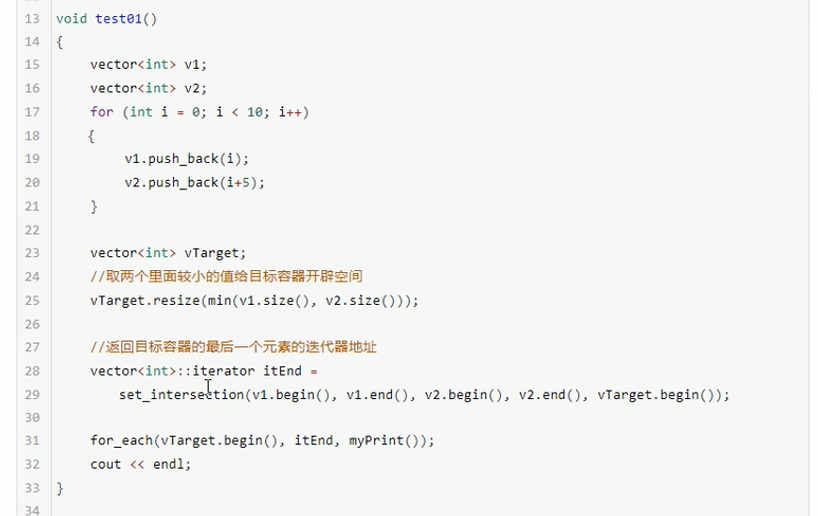 13 void test01()
14 {
15     vector<int> v1;
16     vector<int> v2;
17     for (int i = 0; i < 10; i++)
18     {
19         v1.push_back(i);
20         v2.push_back(i+5);
21     }
22
23     vector<int> vTarget;
24     //取两个里面较小的值给目标容器开辟空间
25     vTarget.resize(min(v1.size(), v2.size()));
26
27     //返回目标容器的最后一个元素的迭代器地址
28     vector<int>::iterator itEnd =
29         set_intersection(v1.begin(), v1.end(), v2.begin(), v2.end(), vTarget.begin());
30
31     for_each(vTarget.begin(), itEnd, myPrint());
32     cout << endl;
33 }
34